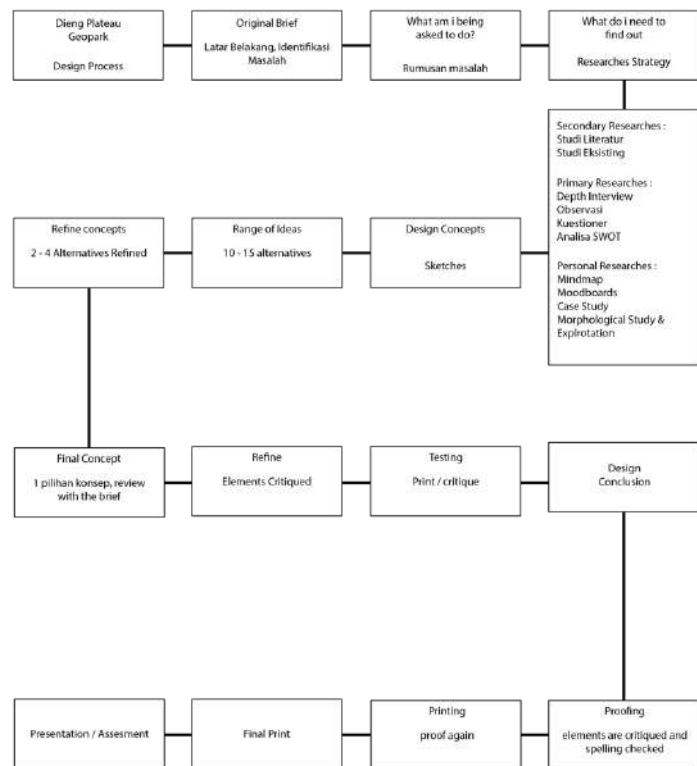 Dieng Plateau
Geopark
Design Process
Original Brief
Latar Belakang, Identifikasi
Masalah
What am i being
asked to do?
Rumusan masalah
What do i need to
find out
Researches Strategy
Secondary Researches :
Studi Literatur
Studi Eksisting
Primary Researches :
Depth Interview
Observasi
Kuestioner
Analisa SWOT
Personal Researches :
Mindmap
Moodboards
Case Study
Morphological Study &
Explrotation
Design Concepts
Sketches
Range of Ideas
10 - 15 alternatives
Refine concepts
2 - 4 Alternatives Refined
Final Concept
1 pilihan konsep, review
with the brief
Refine
Elements Critiqued
Testing
Print / critique
Design
Conclusion
Proofing
elements are critiqued and
spelling checked
Printing
proof again
Final Print
Presentation / Assesment